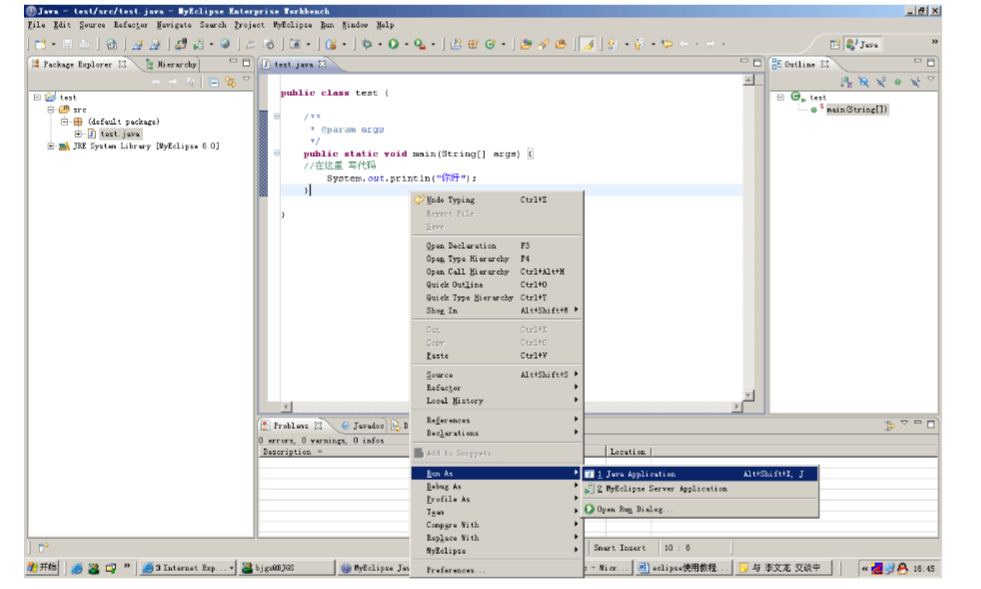 Java - test/src/test.java - MyEclipse Enterprise Workbench
File Edit Source Refactor Navigate Search Project MyEclipse Run Window Help
Java
Package Explorer
Hierarchy
test
src
(default package)
test.java
JRE System Library [MyEclipse 6.0]
test.java
public class test {
/**
* @param args
*/
public static void main(String[] args) {
//在这里 写代码
System.out.println("你好");
}
}
Outline
test
main(String[])
Undo Typing Ctrl+Z
Revert File
Save
Open Declaration F3
Open Type Hierarchy F4
Open Call Hierarchy Ctrl+Alt+H
Quick Outline Ctrl+O
Quick Type Hierarchy Ctrl+T
Show In Alt+Shift+W
Cut Ctrl+X
Copy Ctrl+C
Paste Ctrl+V
Source Alt+Shift+S
Refactor
Local History
References
Declarations
Add to Snippets...
Run As
Debug As
Profile As
Team
Compare With
Replace With
MyEclipse
Preferences...
1 Java Application Alt+Shift+X, J
2 MyEclipse Server Application
Open Run Dialog...
Problems
Javadoc
D
0 errors, 0 warnings, 0 infos
Description
Location
Smart Insert
10 : 6
开始
3 Internet Exp...
MyEclipse Jav
- Micr...
eclipse使用教程...
与 李文龙 交谈中
16:45